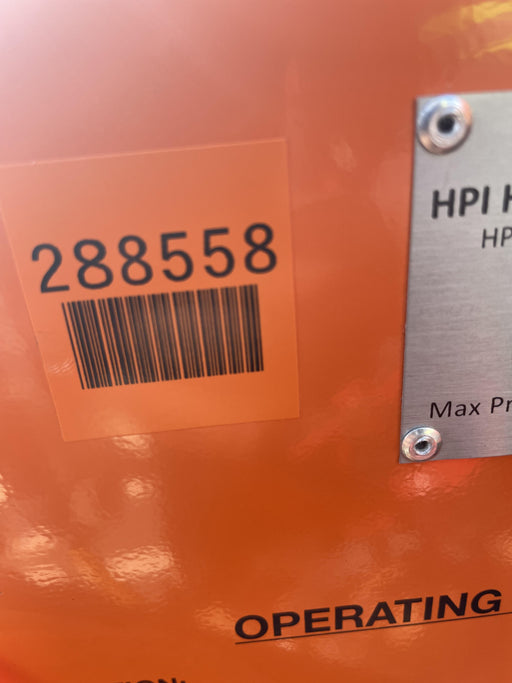 288558
HPI H
HP
Max Pr
OPERATING